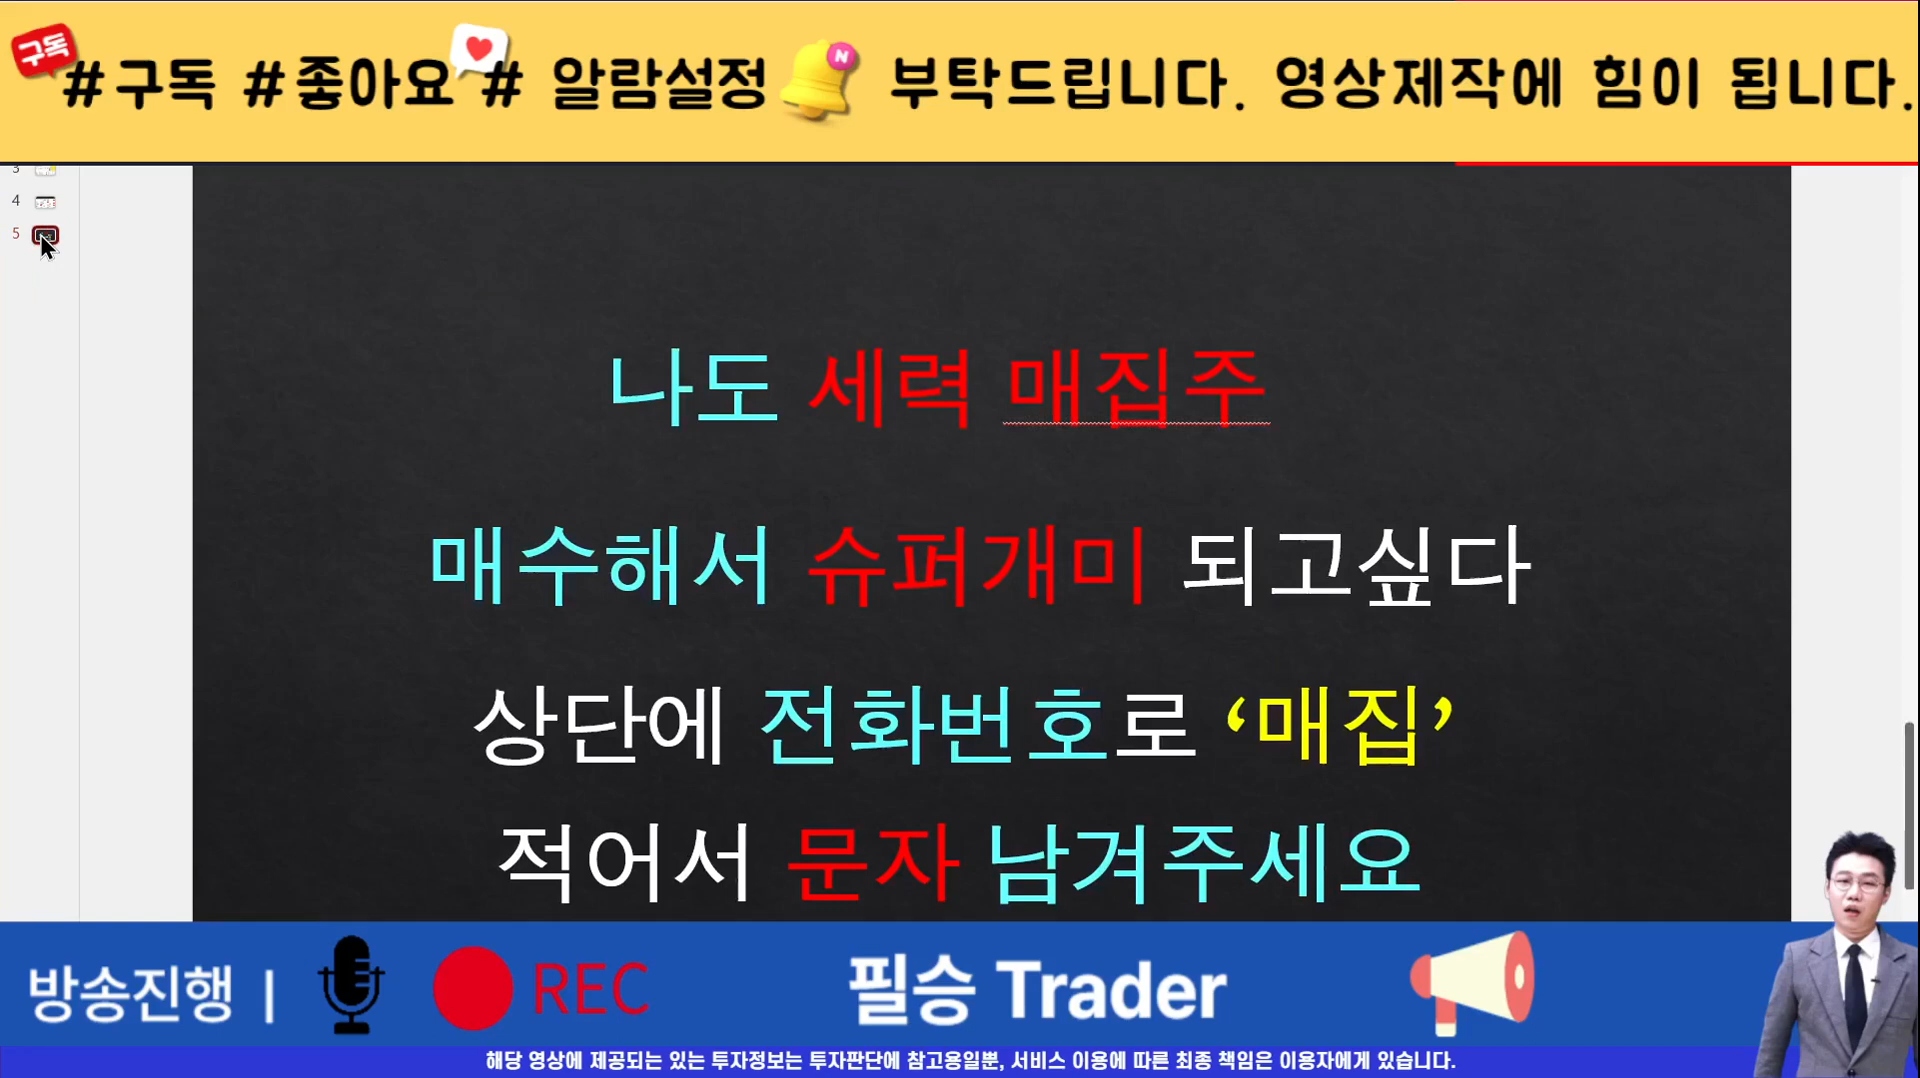 구독
#구독 #좋아요 # 알람설정 N 부탁드립니다. 영상제작에 힘이 됩니다.
3
4
5
나도 세력 매집주
매수해서 슈퍼개미 되고싶다
상단에 전화번호로 ‘매집’
적어서 문자 남겨주세요
방송진행 | REC 필승 Trader
해당 영상에 제공되는 있는 투자정보는 투자판단에 참고용일뿐, 서비스 이용에 따른 최종 책임은 이용자에게 있습니다.